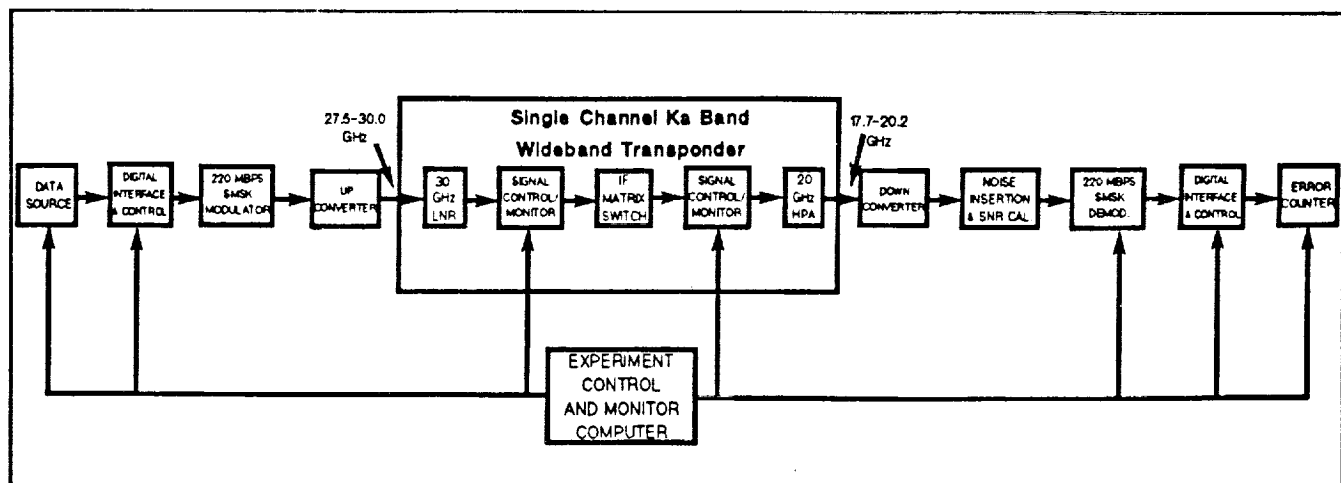 27.5-30.0
GHz
Single Channel Ka Band
Wideband Transponder
17.7-20.2
GHz
DATA
SOURCE
DIGITAL
INTERFACE
& CONTROL
220 MBPS
SMSK
MODULATOR
UP
CONVERTER
30
GHz
LNR
SIGNAL
CONTROL/
MONITOR
IF
MATRIX
SWITCH
SIGNAL
CONTROL/
MONITOR
20
GHz
HPA
DOWN
CONVERTER
NOISE
INSERTION
& SNR CAL
220 MBPS
SMSK
DEMOD.
DIGITAL
INTERFACE
& CONTROL
ERROR
COUNTER
EXPERIMENT
CONTROL
AND MONITOR
COMPUTER